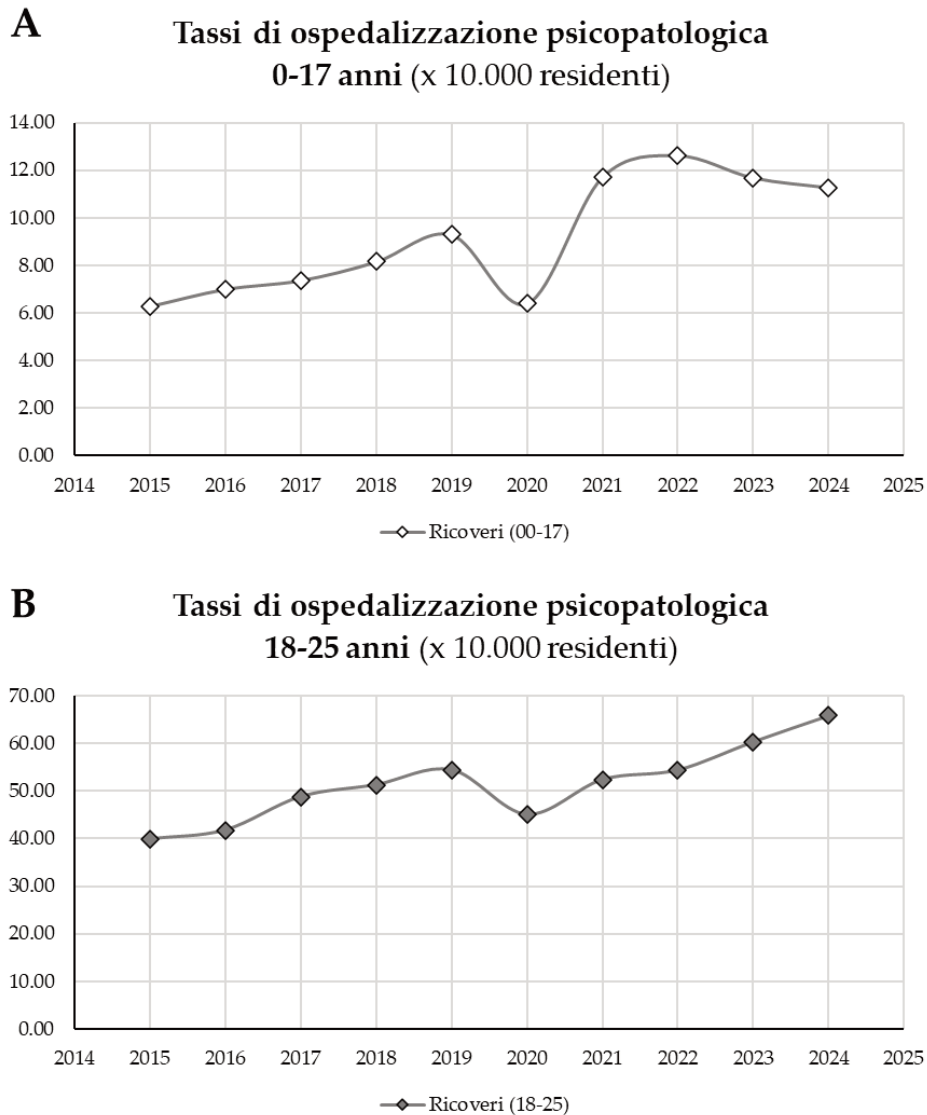 A
Tassi di ospedalizzazione psicopatologica
0-17 anni (x 10.000 residenti)
14.00
12.00
10.00
8.00
6.00
4.00
2.00
0.00
2014 2015 2016 2017 2018 2019 2020 2021 2022 2023 2024 2025
Ricoveri (00-17)
B
Tassi di ospedalizzazione psicopatologica
18-25 anni (x 10.000 residenti)
70.00
60.00
50.00
40.00
30.00
20.00
10.00
0.00
2014 2015 2016 2017 2018 2019 2020 2021 2022 2023 2024 2025
Ricoveri (18-25)